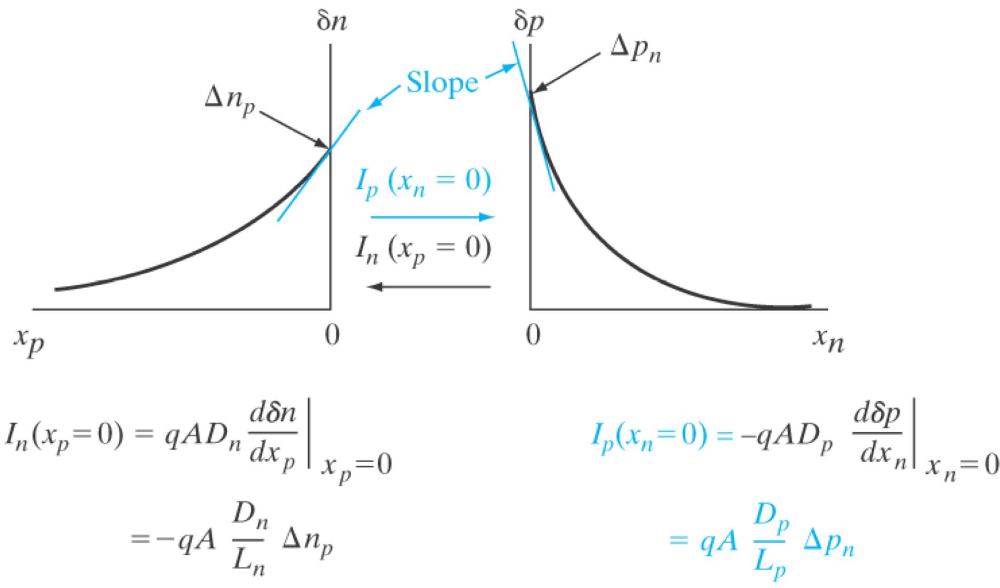 δn
δp
Δp_n
Slope
Δn_p
I_p (x_n = 0)
I_n (x_p = 0)
x_p
0
0
x_n
I_n(x_p=0) = qAD_n dδn/dx_p |x_p=0
= −qA D_n/L_n Δn_p
I_p(x_n=0) = –qAD_p dδp/dx_n |x_n=0
= qA D_p/L_p Δp_n